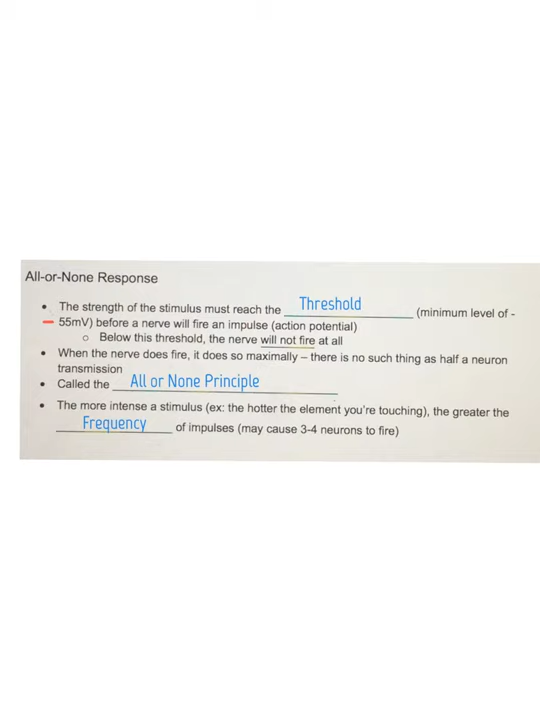 All-or-None Response
• The strength of the stimulus must reach the Threshold (minimum level of -
55mV) before a nerve will fire an impulse (action potential)
o Below this threshold, the nerve will not fire at all
• When the nerve does fire, it does so maximally – there is no such thing as half a neuron
transmission
• Called the All or None Principle
• The more intense a stimulus (ex: the hotter the element you're touching), the greater the
Frequency of impulses (may cause 3-4 neurons to fire)